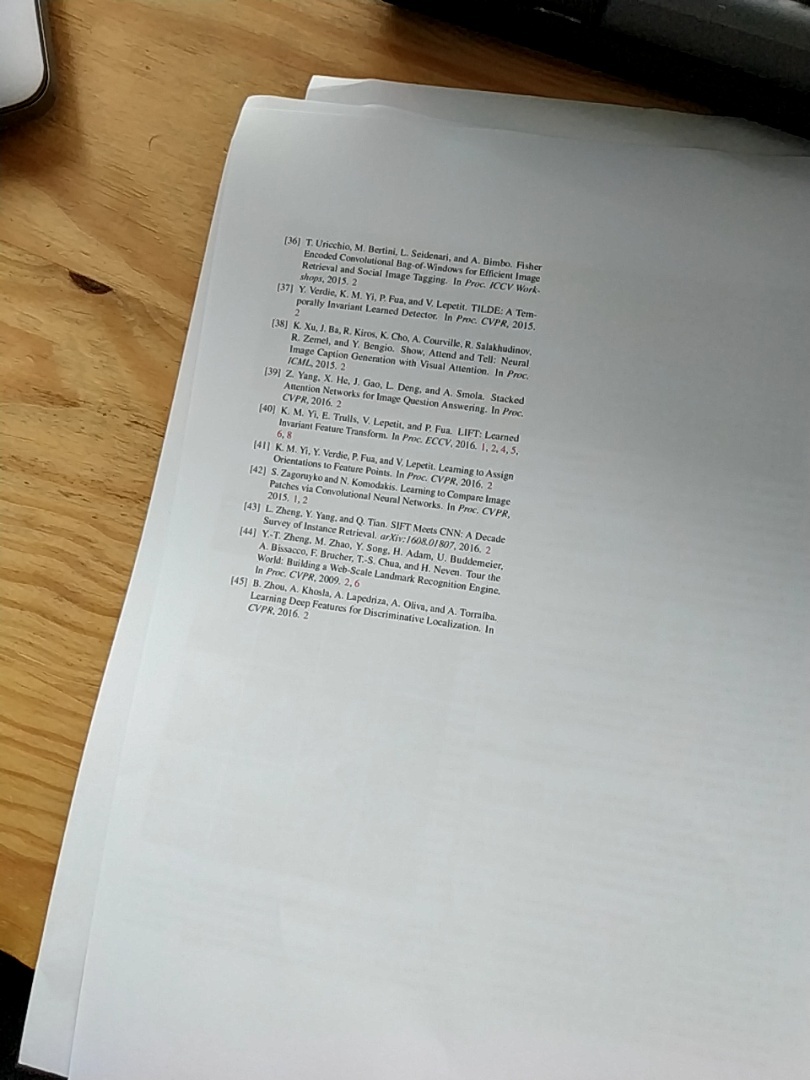 [36] T. Uricchio, M. Bertini, L. Seidenari, and A. Bimbo. Fisher
Encoded Convolutional Bag-of-Windows for Efficient Image
Retrieval and Social Image Tagging. In Proc. ICCV Work-
shops, 2015. 2
[37] Y. Verdie, K. M. Yi, P. Fua, and V. Lepetit. TILDE: A Tem-
porally Invariant Learned Detector. In Proc. CVPR, 2015.
2
[38] K. Xu, J. Ba, R. Kiros, K. Cho, A. Courville, R. Salakhudinov,
R. Zemel, and Y. Bengio. Show, Attend and Tell: Neural
Image Caption Generation with Visual Attention. In Proc.
ICML, 2015. 2
[39] Z. Yang, X. He, J. Gao, L. Deng, and A. Smola. Stacked
Attention Networks for Image Question Answering. In Proc.
CVPR, 2016. 2
[40] K. M. Yi, E. Trulls, V. Lepetit, and P. Fua. LIFT: Learned
Invariant Feature Transform. In Proc. ECCV, 2016. 1, 2, 4, 5,
6, 8
[41] K. M. Yi, Y. Verdie, P. Fua, and V. Lepetit. Learning to Assign
Orientations to Feature Points. In Proc. CVPR, 2016. 2
[42] S. Zagoruyko and N. Komodakis. Learning to Compare Image
Patches via Convolutional Neural Networks. In Proc. CVPR,
2015. 1, 2
[43] L. Zheng, Y. Yang, and Q. Tian. SIFT Meets CNN: A Decade
Survey of Instance Retrieval. arXiv:1608.01807, 2016. 2
[44] Y.-T. Zheng, M. Zhao, Y. Song, H. Adam, U. Buddemeier,
A. Bissacco, F. Brucher, T.-S. Chua, and H. Neven. Tour the
World: Building a Web-Scale Landmark Recognition Engine.
In Proc. CVPR, 2009. 2, 6
[45] B. Zhou, A. Khosla, A. Lapedriza, A. Oliva, and A. Torralba.
Learning Deep Features for Discriminative Localization. In
CVPR, 2016. 2